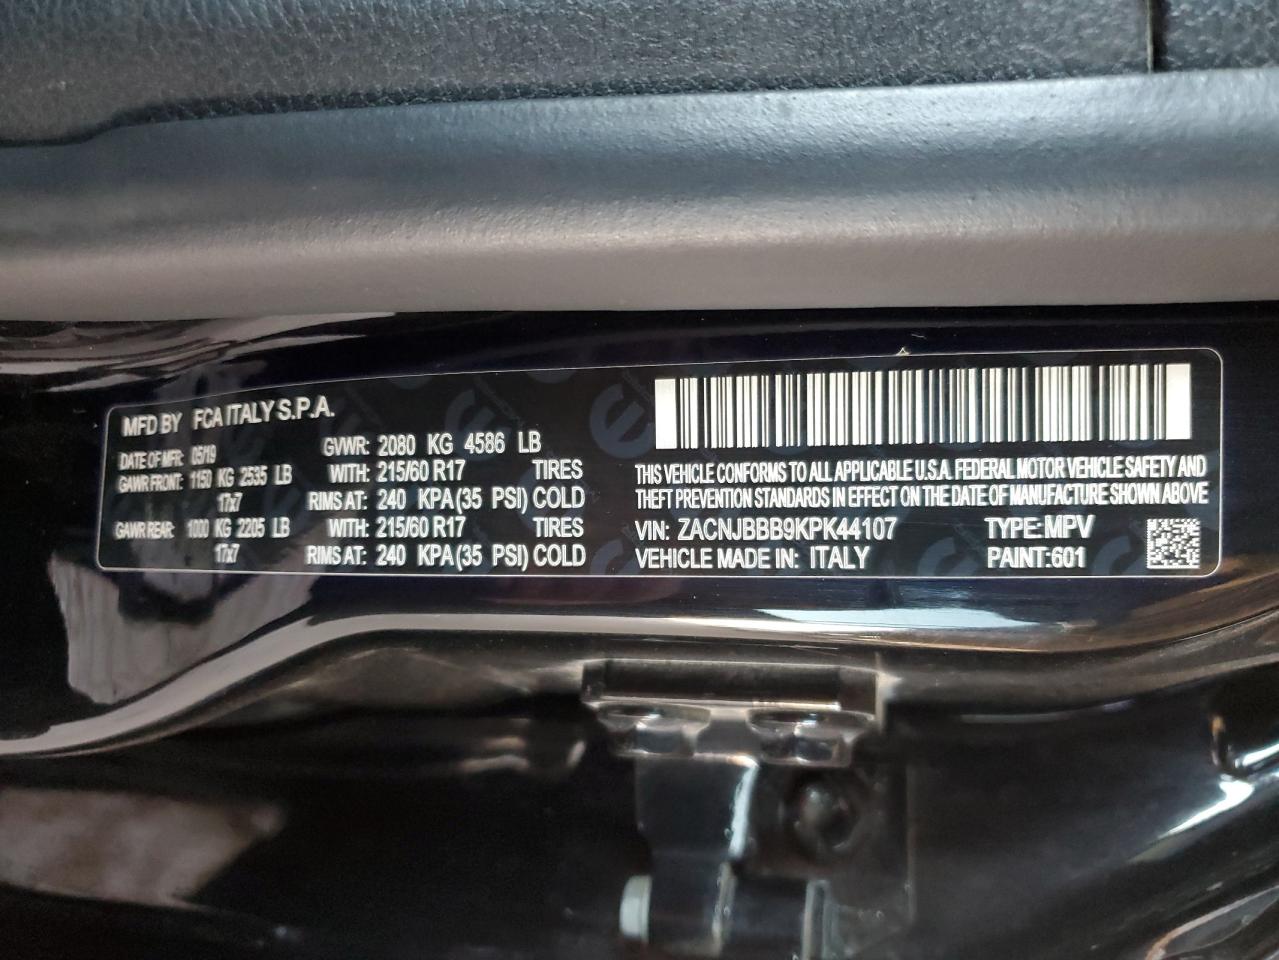 MFD BY FCA ITALY S.P.A.
DATE OF MFR: 05/19 GVWR: 2080 KG 4586 LB
GAWR FRONT: 1150 KG 2535 LB WITH: 215/60 R17 TIRES
17x7 RIMS AT: 240 KPA(35 PSI) COLD
GAWR REAR: 1000 KG 2205 LB WITH: 215/60 R17 TIRES
17x7 RIMS AT: 240 KPA(35 PSI) COLD
THIS VEHICLE CONFORMS TO ALL APPLICABLE U.S.A. FEDERAL MOTOR VEHICLE SAFETY AND
THEFT PREVENTION STANDARDS IN EFFECT ON THE DATE OF MANUFACTURE SHOWN ABOVE
VIN: ZACNJBBB9KPK44107 TYPE:MPV
VEHICLE MADE IN: ITALY PAINT:601